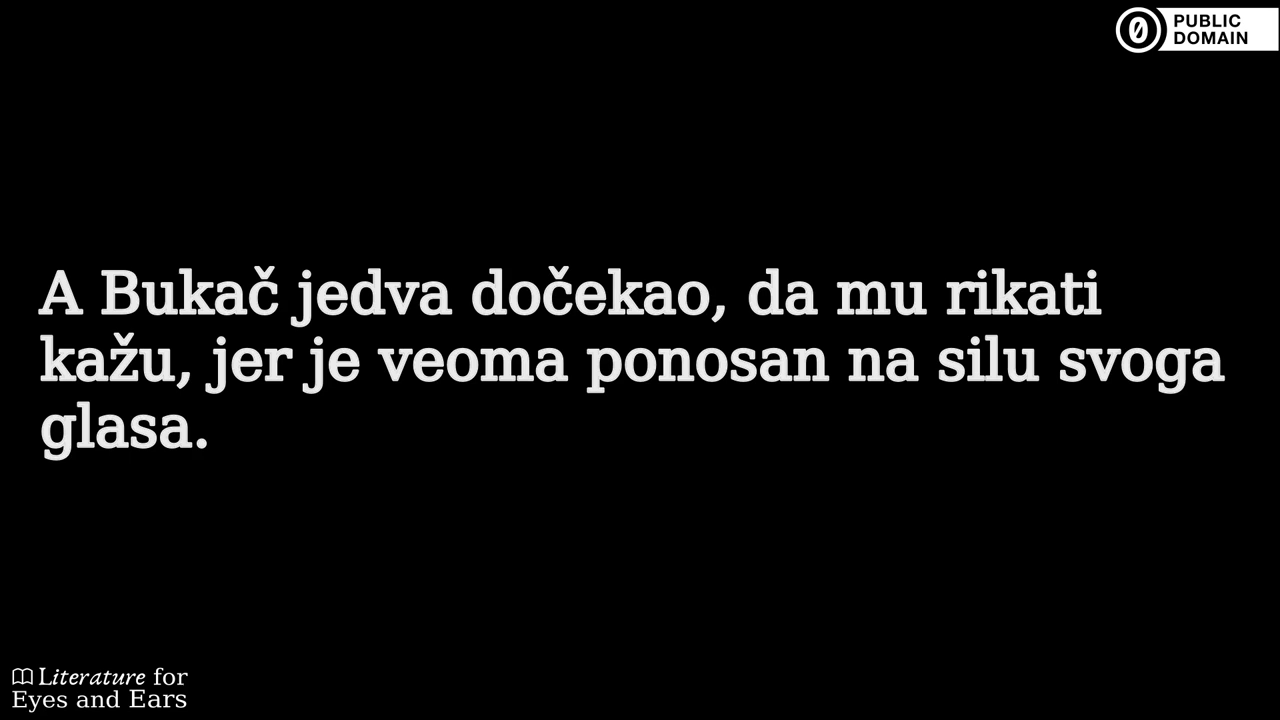 PUBLIC
DOMAIN
A Bukač jedva dočekao, da mu rikati
kažu, jer je veoma ponosan na silu svoga
glasa.
Literature for
Eyes and Ears